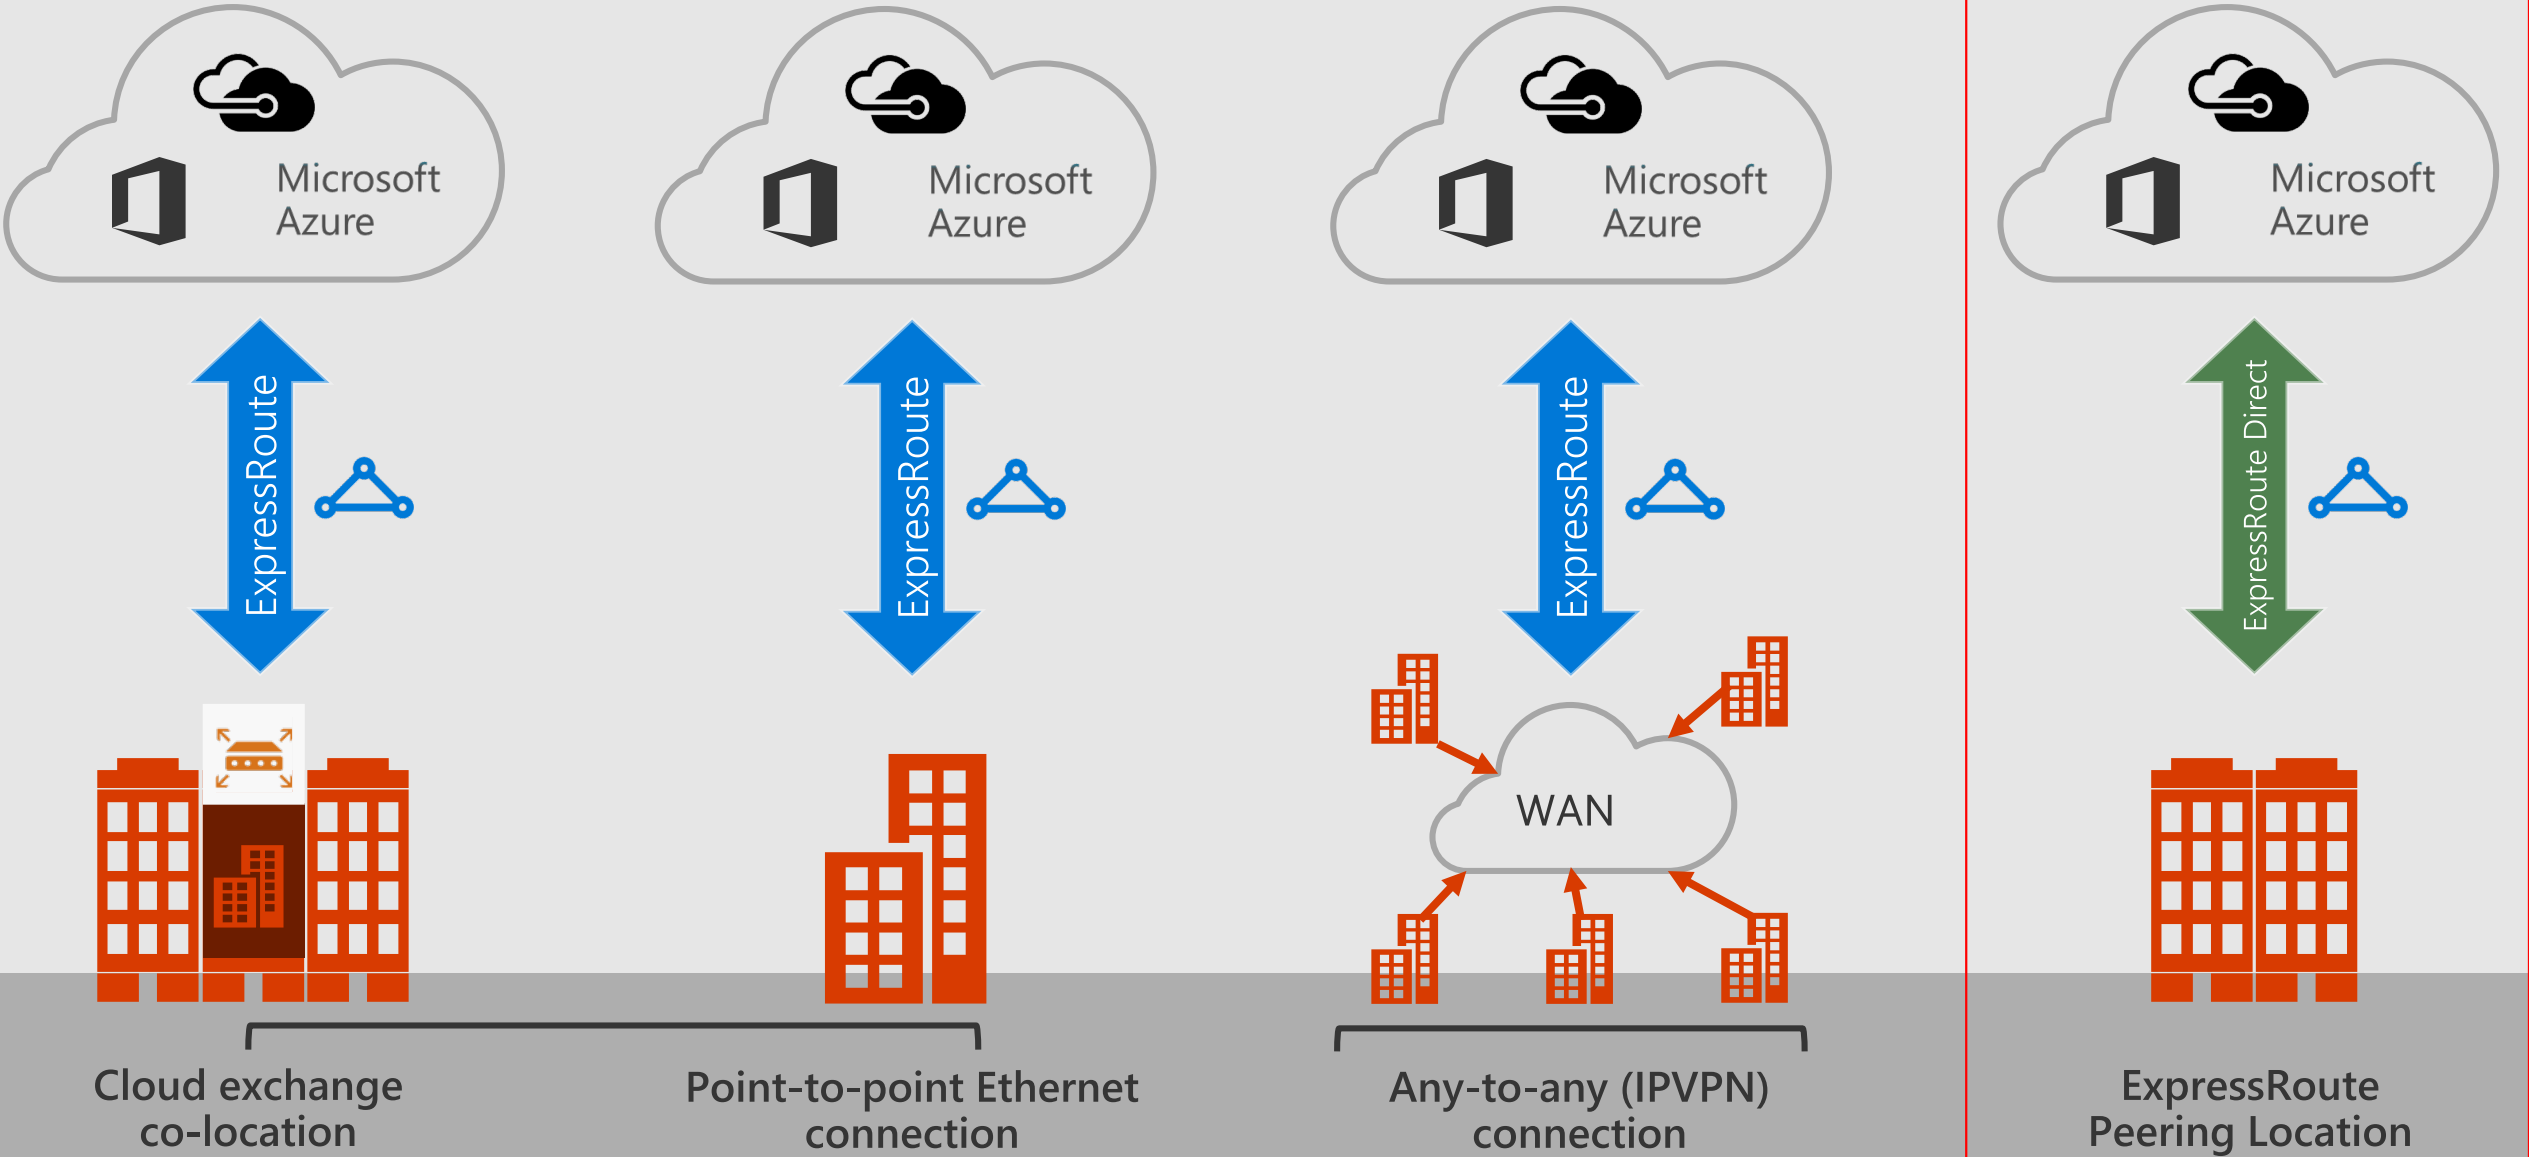 Microsoft
Azure
ExpressRoute
Cloud exchange
co-location
Microsoft
Azure
ExpressRoute
Point-to-point Ethernet
connection
Microsoft
Azure
ExpressRoute
WAN
Any-to-any (IPVPN)
connection
Microsoft
Azure
ExpressRoute Direct
ExpressRoute
Peering Location